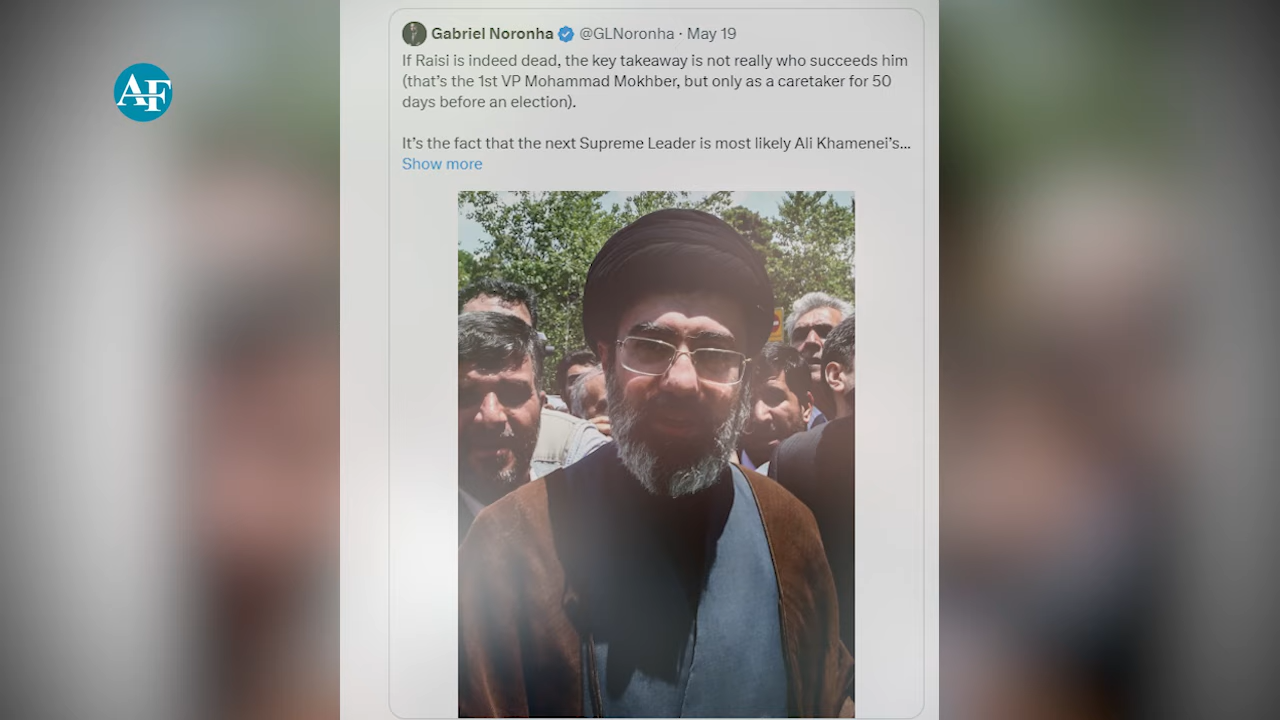 AF
Gabriel Noronha @GLNoronha · May 19
If Raisi is indeed dead, the key takeaway is not really who succeeds him
(that's the 1st VP Mohammad Mokhber, but only as a caretaker for 50
days before an election).
It's the fact that the next Supreme Leader is most likely Ali Khamenei's...
Show more